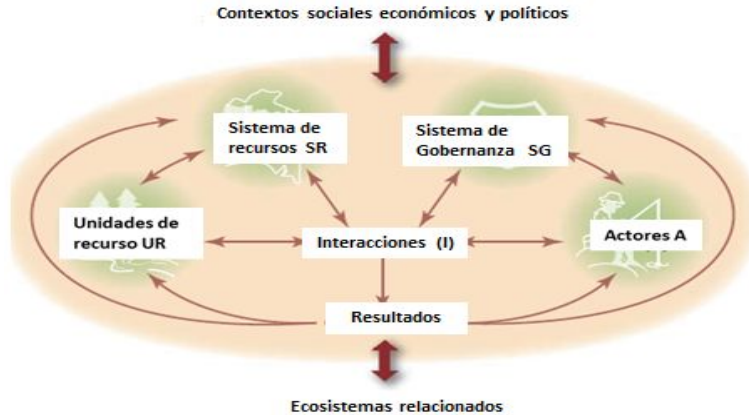 Contextos sociales económicos y políticos
Sistema de
recursos SR
Sistema de
Gobernanza SG
Unidades de
recurso UR
Interacciones (I)
Actores A
Resultados
Ecosistemas relacionados